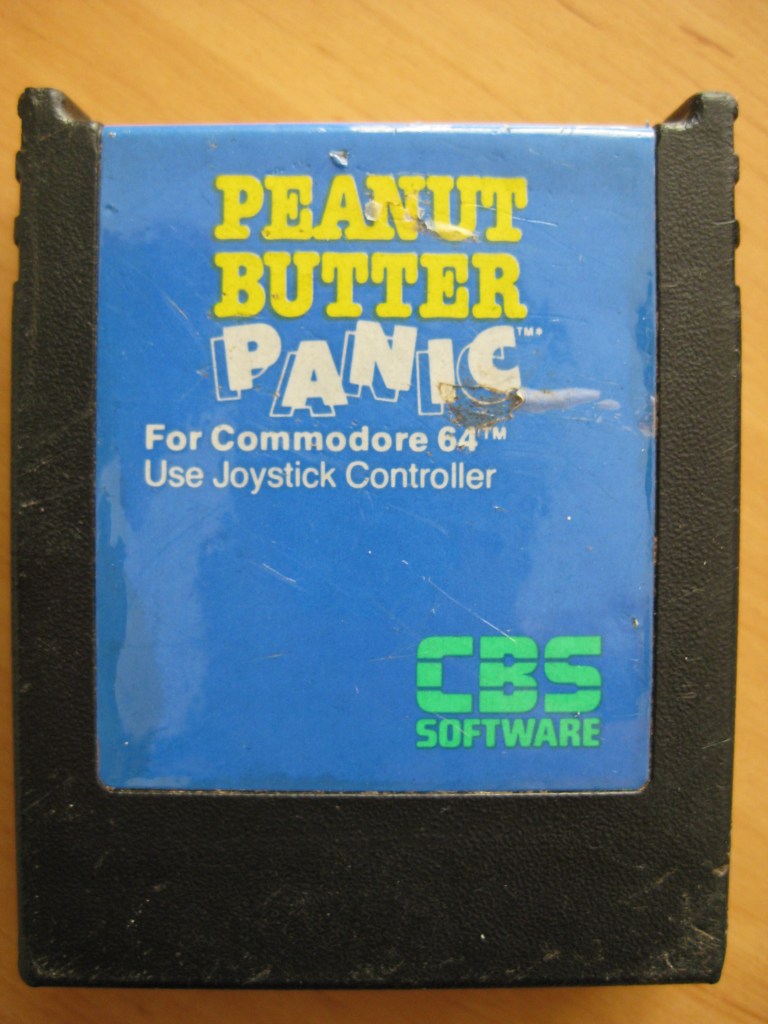 PEANUT
BUTTER
PANIC™*
For Commodore 64™
Use Joystick Controller
CBS
SOFTWARE